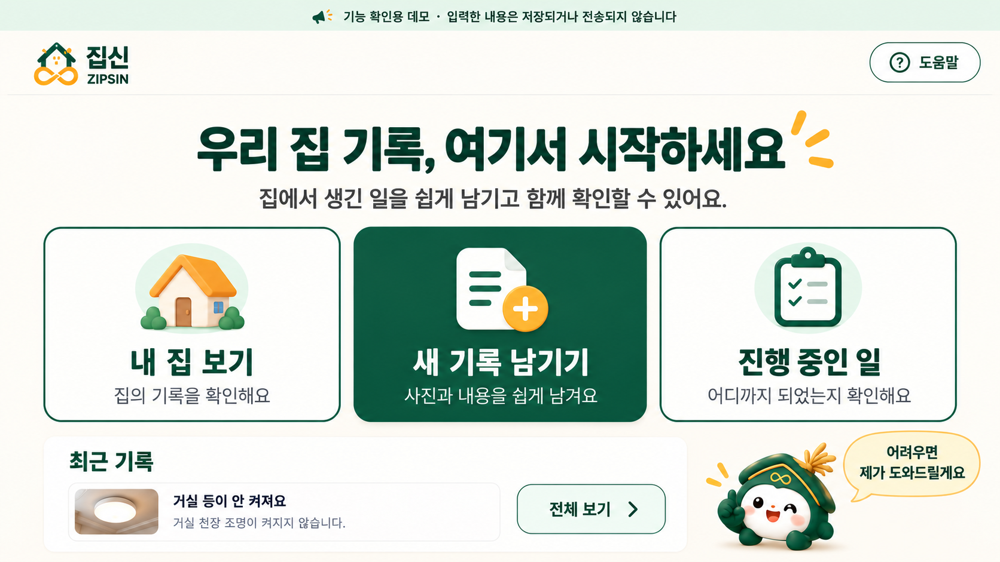 기능 확인용 데모 · 입력한 내용은 저장되거나 전송되지 않습니다
집신
ZIPSIN
도움말
우리 집 기록, 여기서 시작하세요
집에서 생긴 일을 쉽게 남기고 함께 확인할 수 있어요.
내 집 보기
집의 기록을 확인해요
새 기록 남기기
사진과 내용을 쉽게 남겨요
진행 중인 일
어디까지 되었는지 확인해요
최근 기록
거실 등이 안 켜져요
거실 천장 조명이 켜지지 않습니다.
전체 보기
어려우면
제가 도와드릴게요